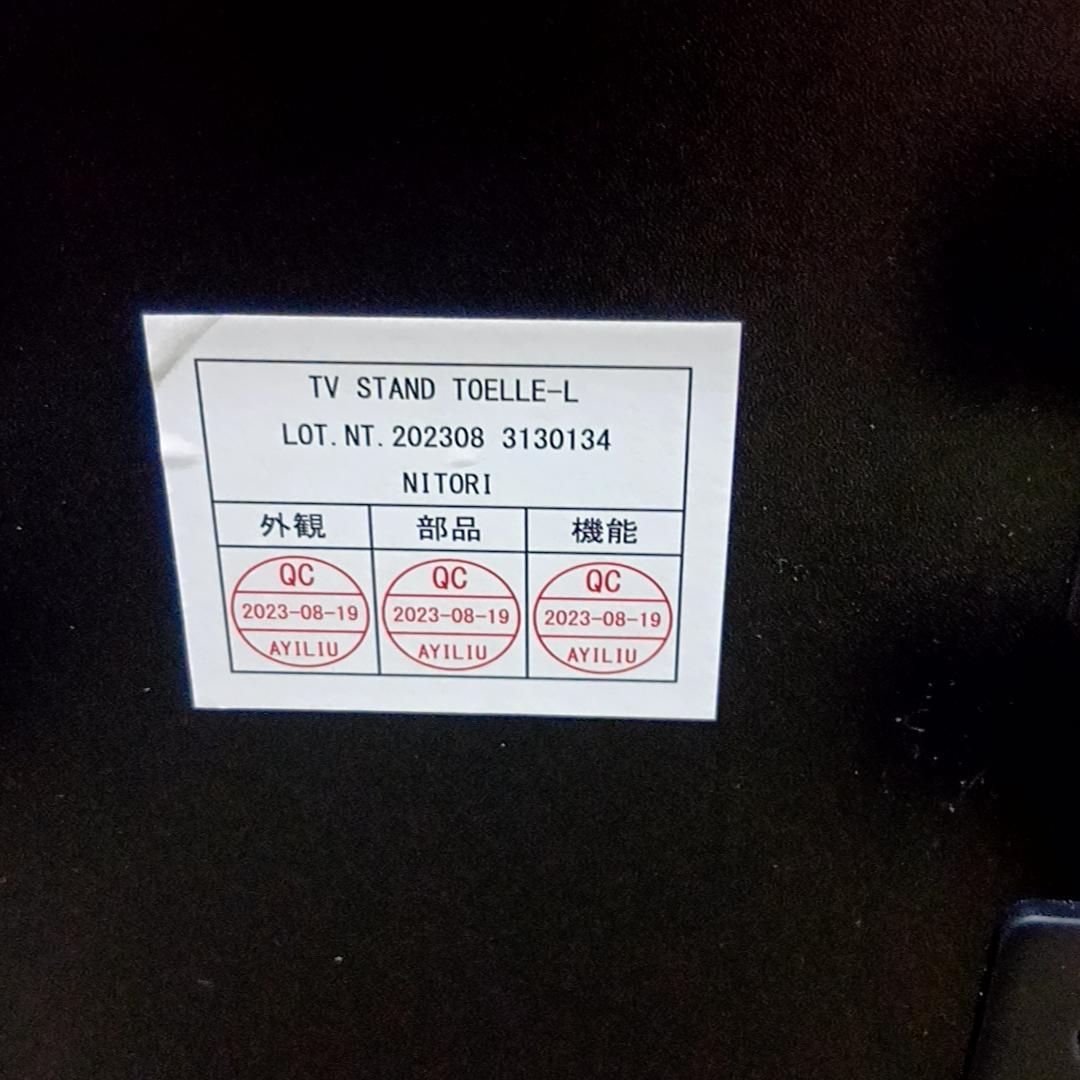 TV STAND TOELLE-L
LOT.NT.202308 3130134
NITORI
外観 部品 機能
QC QC QC
2023-08-19 2023-08-19 2023-08-19
AYILIU AYILIU AYILIU